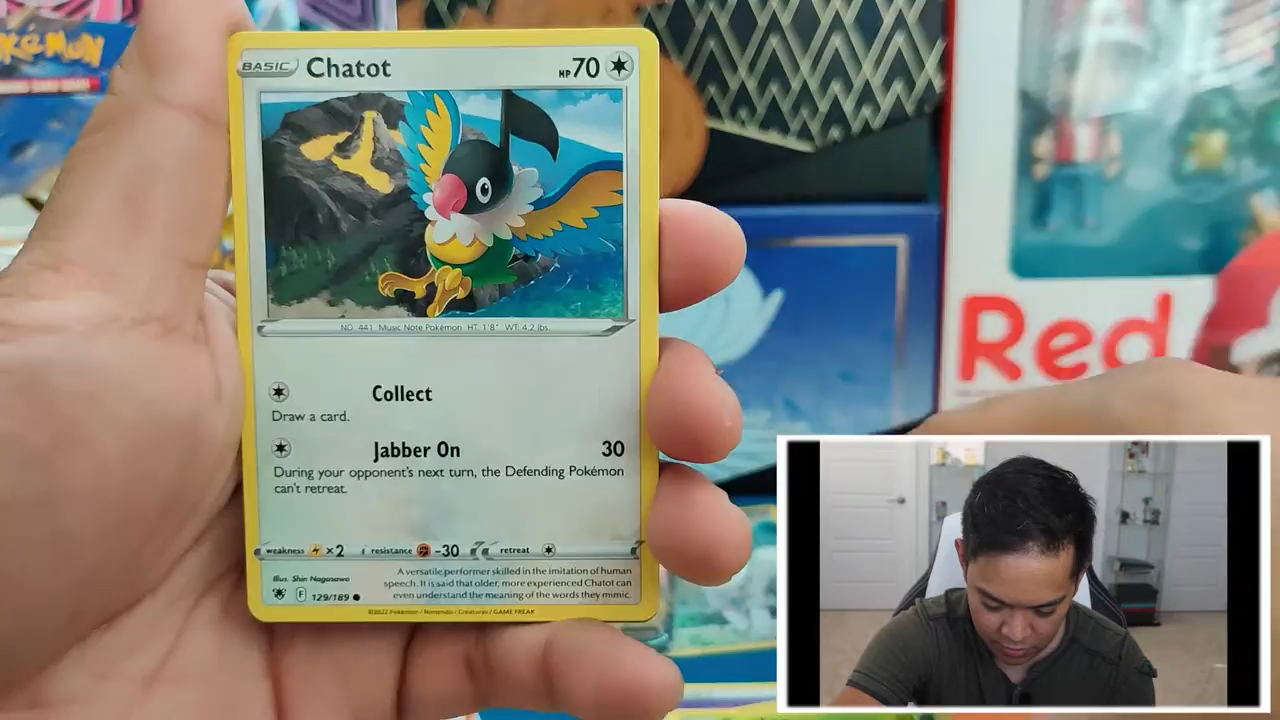 POKÉMON
BASIC Chatot HP 70
NO. 441 Music Note Pokémon HT: 1'8" WT: 4.2 lbs.
Collect
Draw a card.
Jabber On 30
During your opponent's next turn, the Defending Pokémon
can't retreat.
weakness ×2 resistance -30 retreat
Illus. Shin Nagasawa
F 129/189
A versatile performer skilled in the imitation of human
speech. It is said that older, more experienced Chatot can
even understand the meaning of the words they mimic.
©2022 Pokémon / Nintendo / Creatures / GAME FREAK
Red